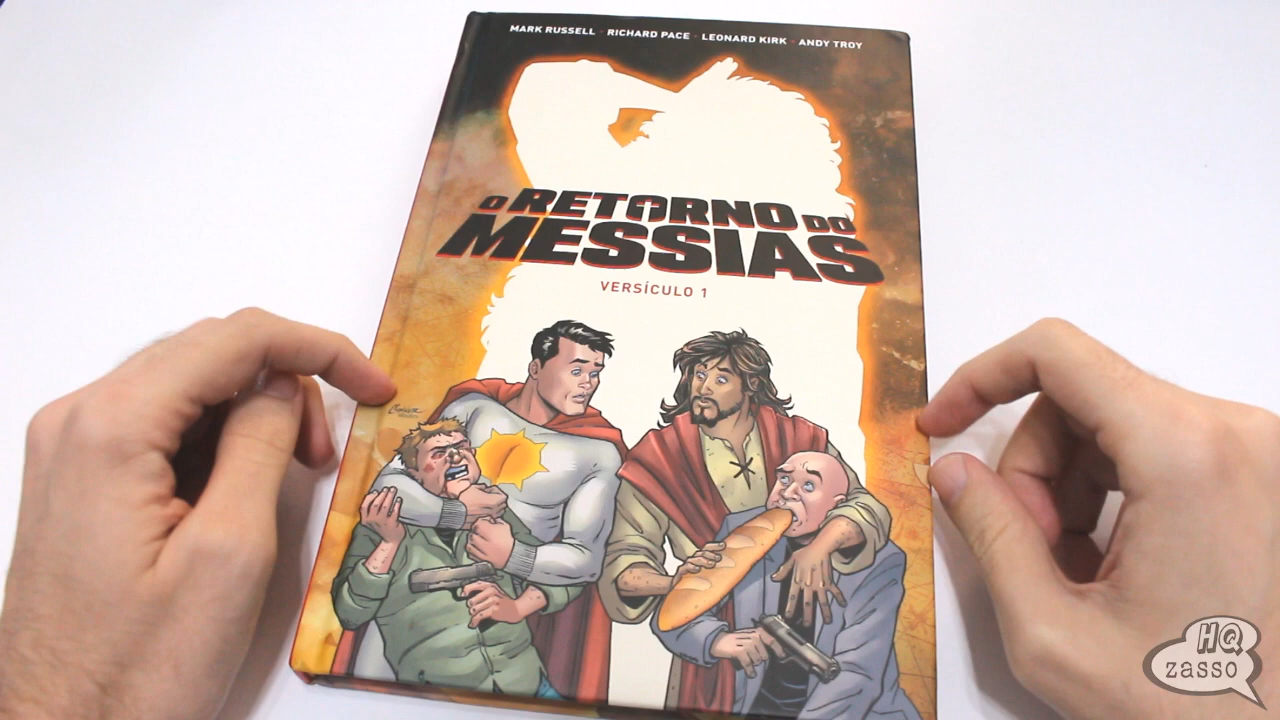 MARK RUSSELL • RICHARD PACE • LEONARD KIRK • ANDY TROY
O RETORNO DO
MESSIAS
VERSÍCULO 1
HQ
zasso